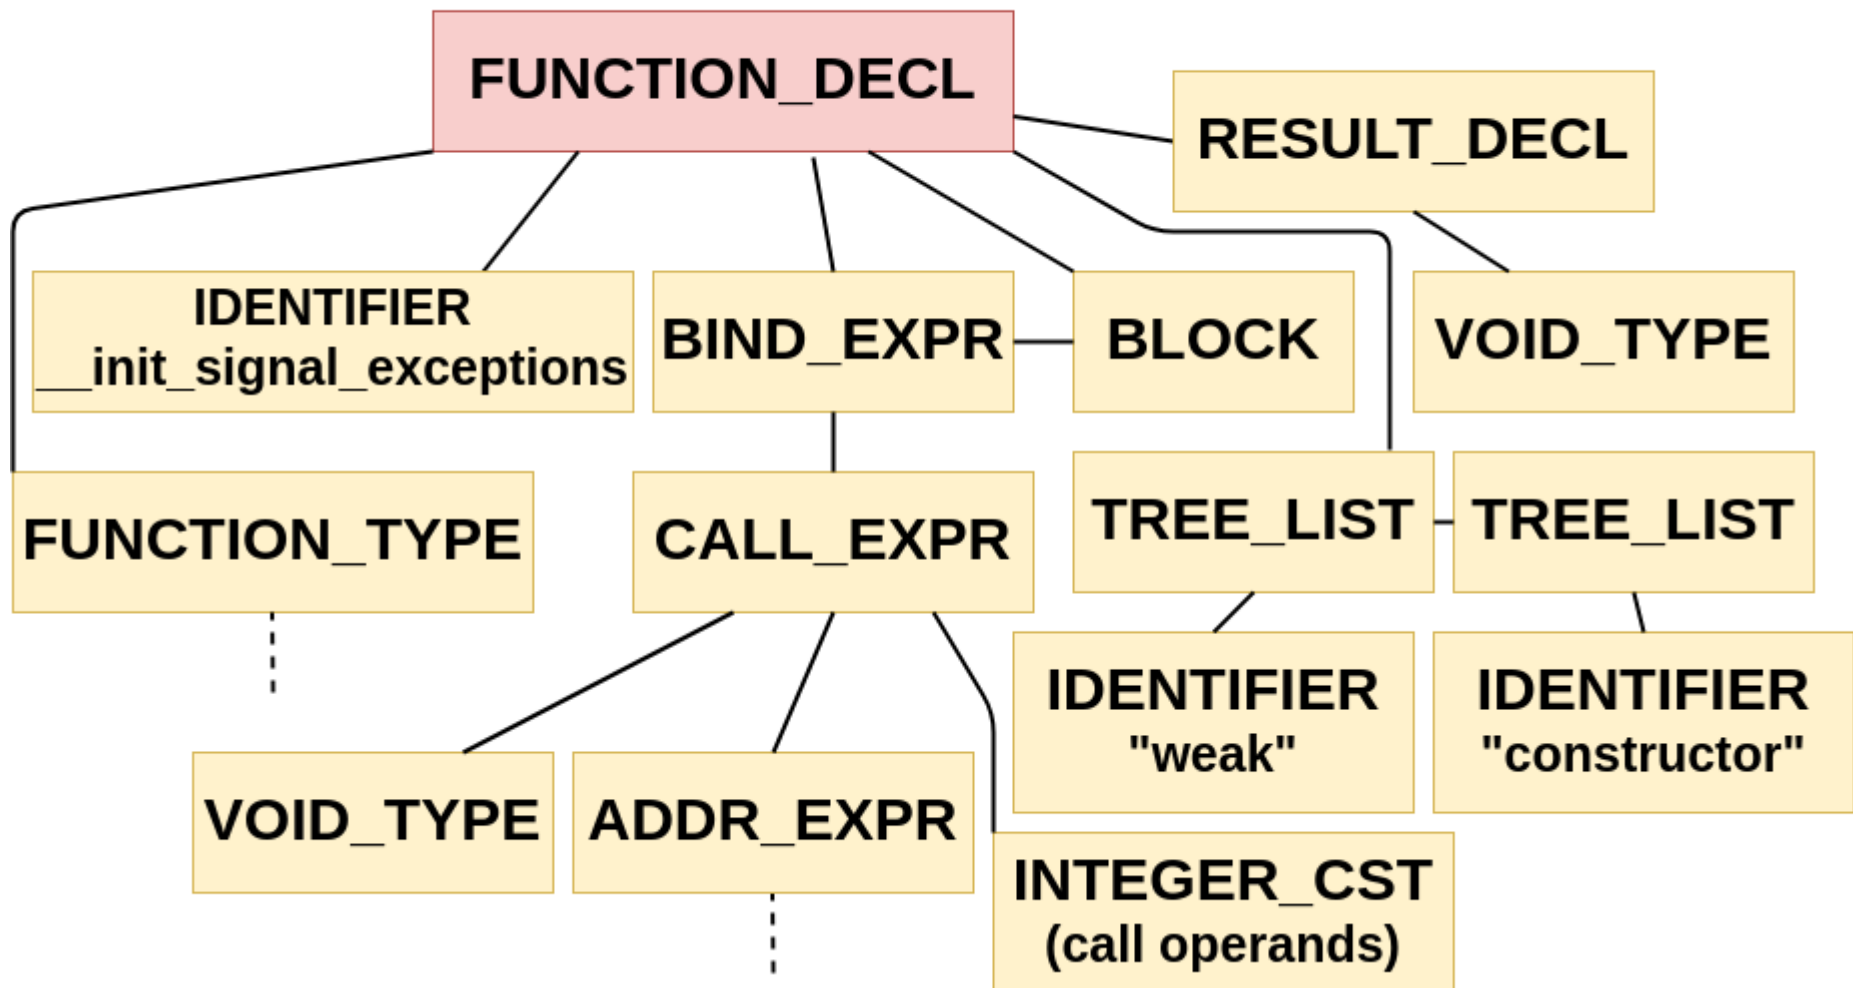 FUNCTION_DECL
RESULT_DECL
IDENTIFIER
__init_signal_exceptions
BIND_EXPR
BLOCK
VOID_TYPE
FUNCTION_TYPE
CALL_EXPR
TREE_LIST
TREE_LIST
IDENTIFIER
"weak"
IDENTIFIER
"constructor"
VOID_TYPE
ADDR_EXPR
INTEGER_CST
(call operands)